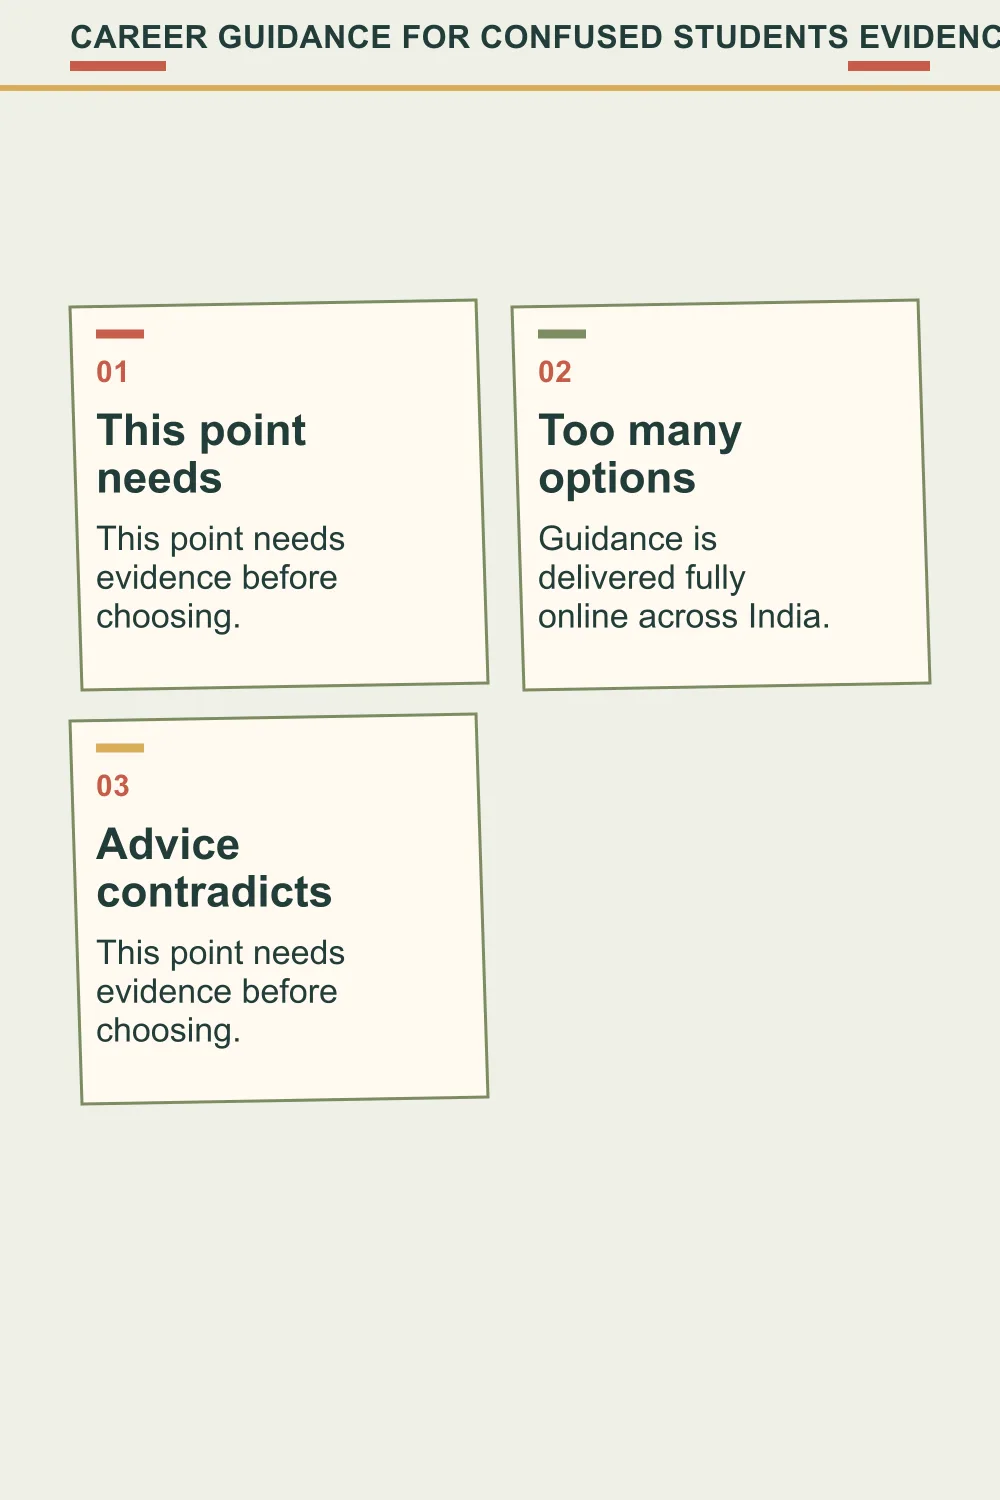 CAREER GUIDANCE FOR CONFUSED STUDENTS EVIDENC
01
This point
needs
This point needs
evidence before
choosing.
02
Too many
options
Guidance is
delivered fully
online across India.
03
Advice
contradicts
This point needs
evidence before
choosing.